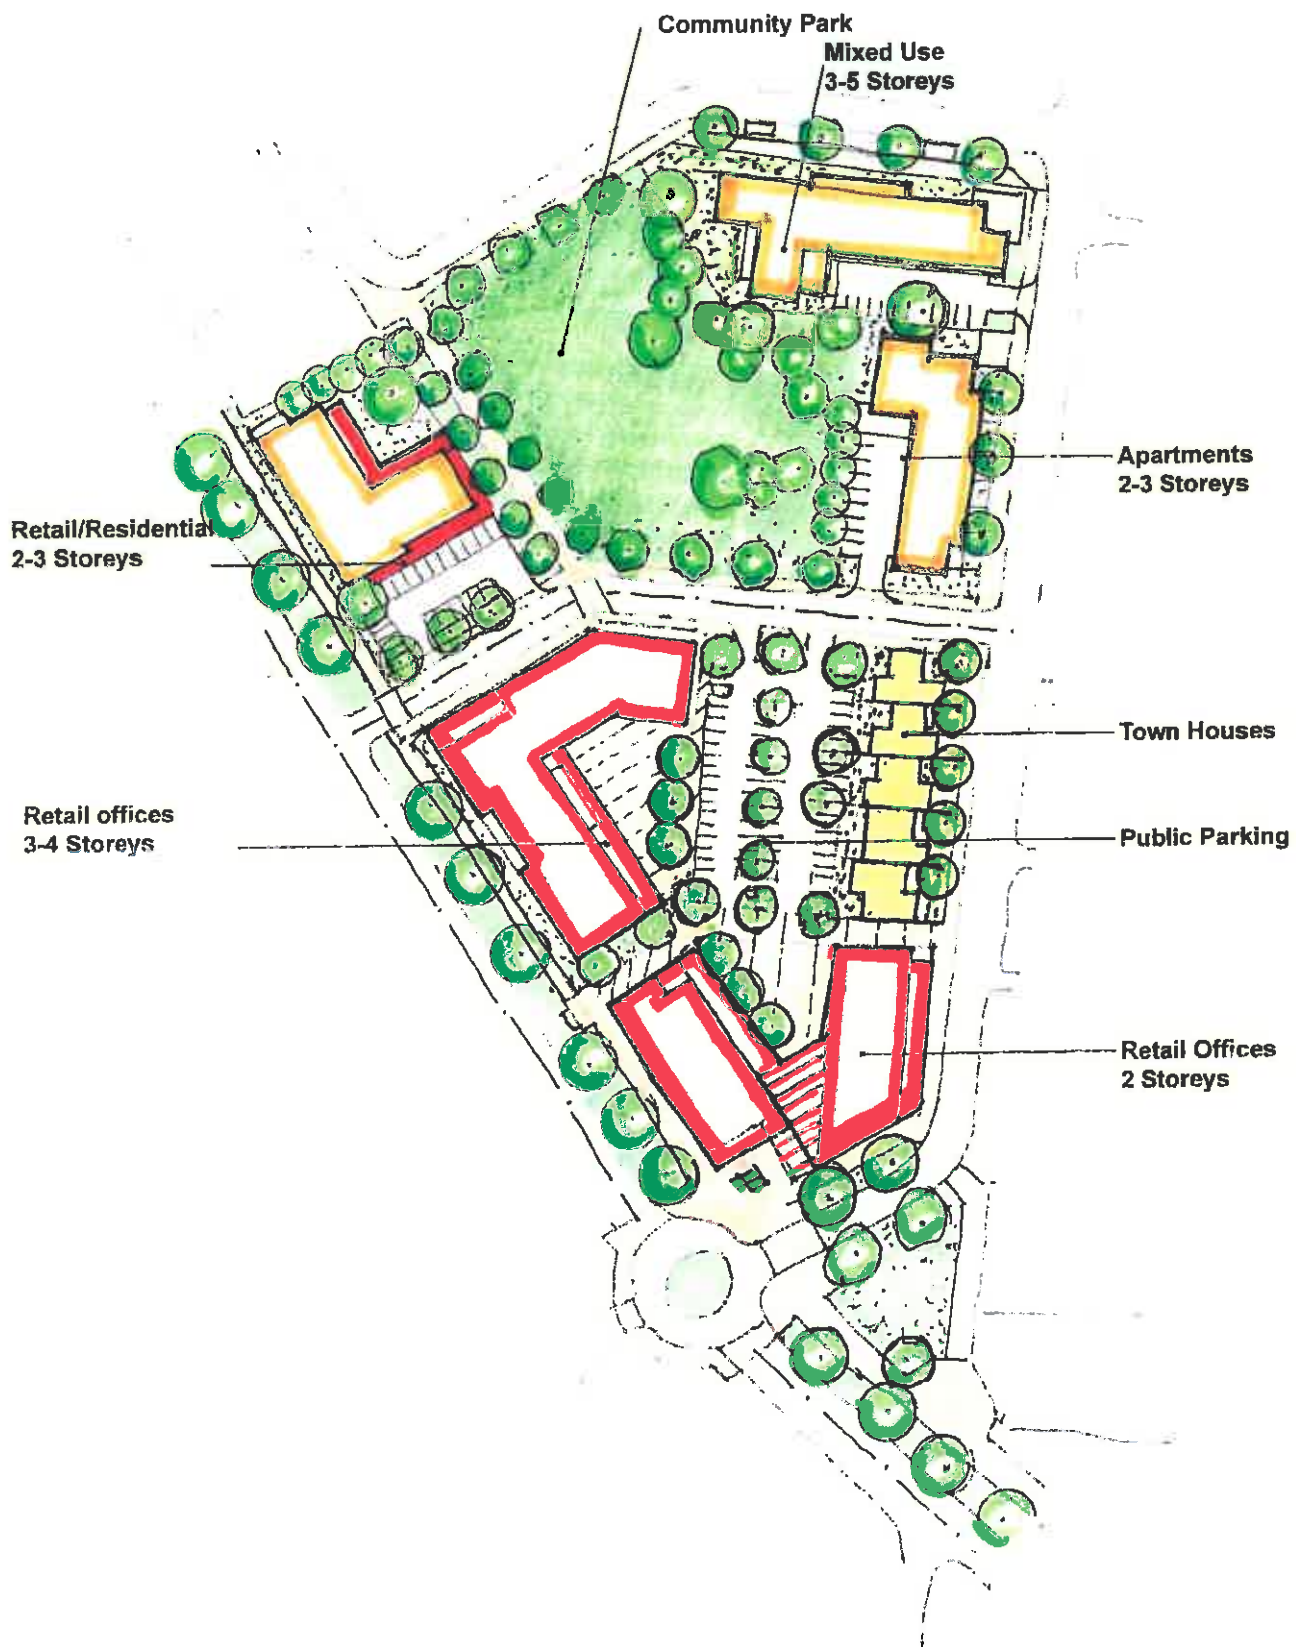 Community Park
Mixed Use
3-5 Storeys
Apartments
2-3 Storeys
Retail/Residential
2-3 Storeys
Town Houses
Retail offices
3-4 Storeys
Public Parking
Retail Offices
2 Storeys